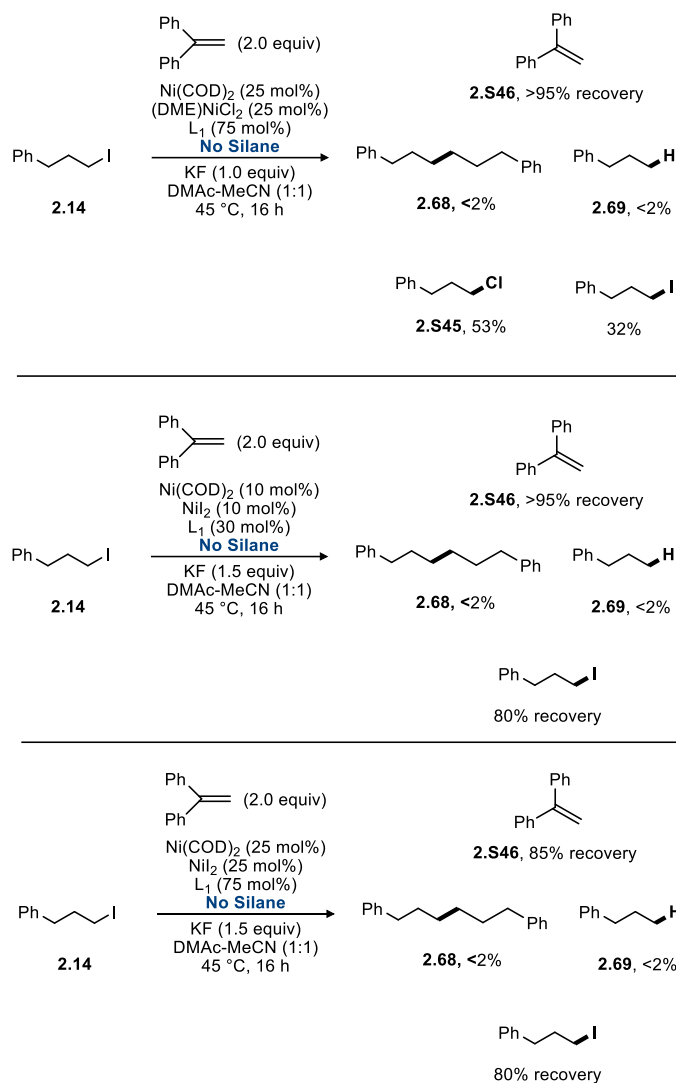 Ph
Ph
(2.0 equiv)
Ni(COD)₂ (25 mol%)
(DME)NiCl₂ (25 mol%)
L₁ (75 mol%)
No Silane
KF (1.0 equiv)
DMAc-MeCN (1:1)
45 °C, 16 h
Ph I
2.14
Ph
Ph
2.S46, >95% recovery
Ph Ph
2.68, <2%
Ph H
2.69, <2%
Ph Cl
2.S45, 53%
Ph I
32%
Ph
Ph
(2.0 equiv)
Ni(COD)₂ (10 mol%)
NiI₂ (10 mol%)
L₁ (30 mol%)
No Silane
KF (1.5 equiv)
DMAc-MeCN (1:1)
45 °C, 16 h
Ph I
2.14
Ph
Ph
2.S46, >95% recovery
Ph Ph
2.68, <2%
Ph H
2.69, <2%
Ph I
80% recovery
Ph
Ph
(2.0 equiv)
Ni(COD)₂ (25 mol%)
NiI₂ (25 mol%)
L₁ (75 mol%)
No Silane
KF (1.5 equiv)
DMAc-MeCN (1:1)
45 °C, 16 h
Ph I
2.14
Ph
Ph
2.S46, 85% recovery
Ph Ph
2.68, <2%
Ph H
2.69, <2%
Ph I
80% recovery